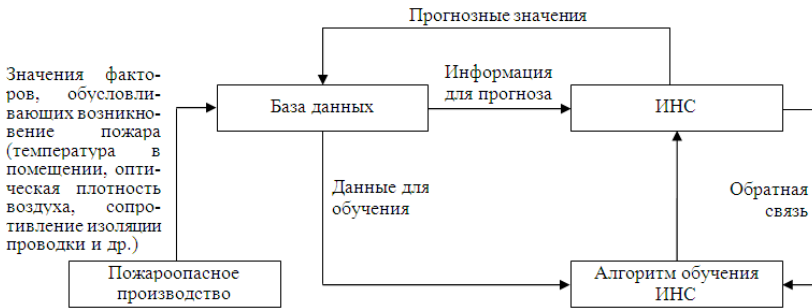 Прогнозные значения
Значения факто-
ров, обусловли-
вающих возникно-
вение пожара
(температура в
помещении, опти-
ческая плотность
воздуха, сопро-
тивление изоляции
проводки и др.)
База данных
Информация
для прогноза
ИНС
Данные для
обучения
Обратная
связь
Пожароопасное
производство
Алгоритм обучения
ИНС